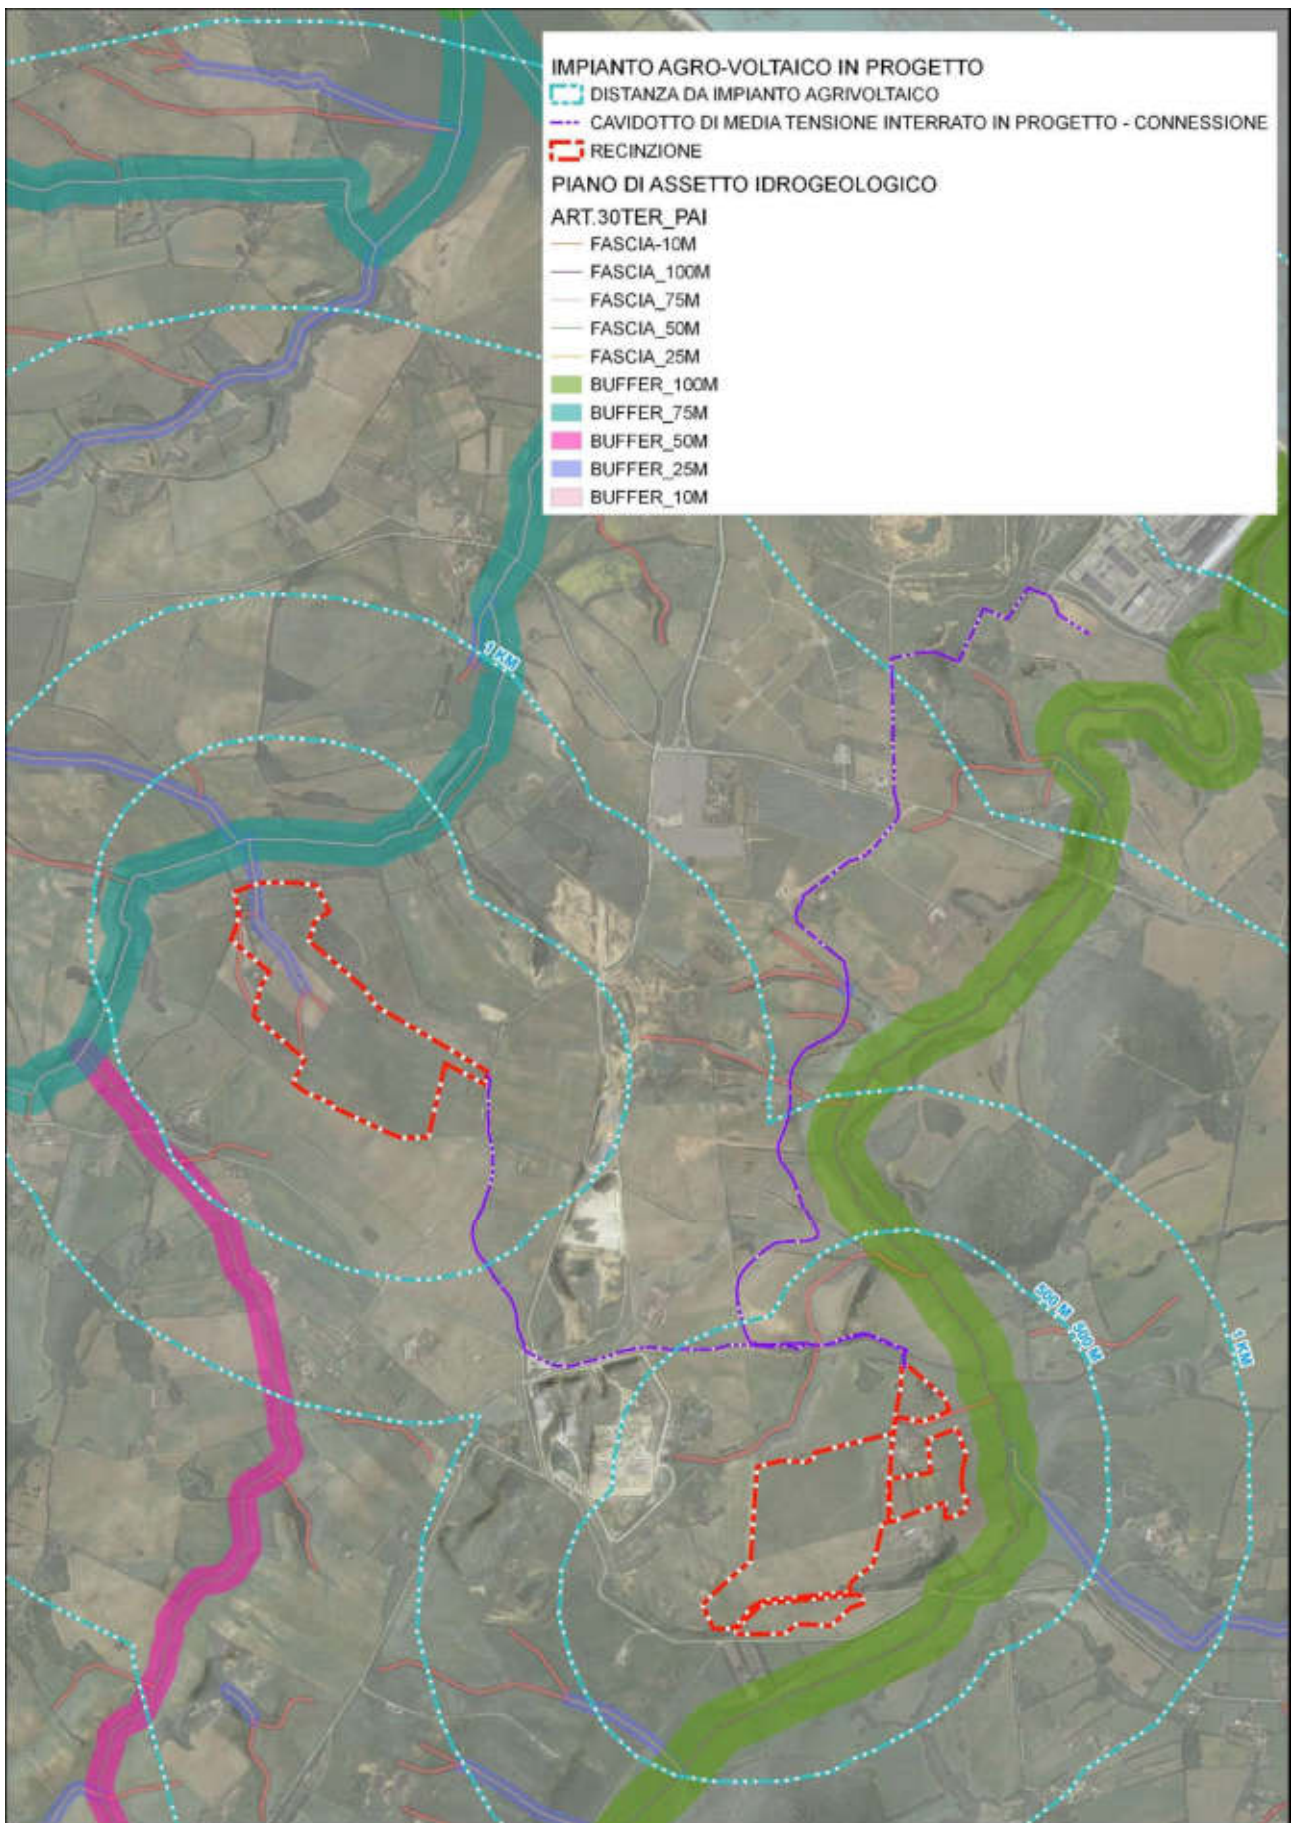 IMPIANTO AGRO-VOLTAICO IN PROGETTO
DISTANZA DA IMPIANTO AGRIVOLTAICO
CAVIDOTTO DI MEDIA TENSIONE INTERRATO IN PROGETTO - CONNESSIONE
RECINZIONE
PIANO DI ASSETTO IDROGEOLOGICO
ART.30TER_PAI
FASCIA-10M
FASCIA_100M
FASCIA_75M
FASCIA_50M
FASCIA_25M
BUFFER_100M
BUFFER_75M
BUFFER_50M
BUFFER_25M
BUFFER_10M
1 KM
500 M 500 M
1 KM